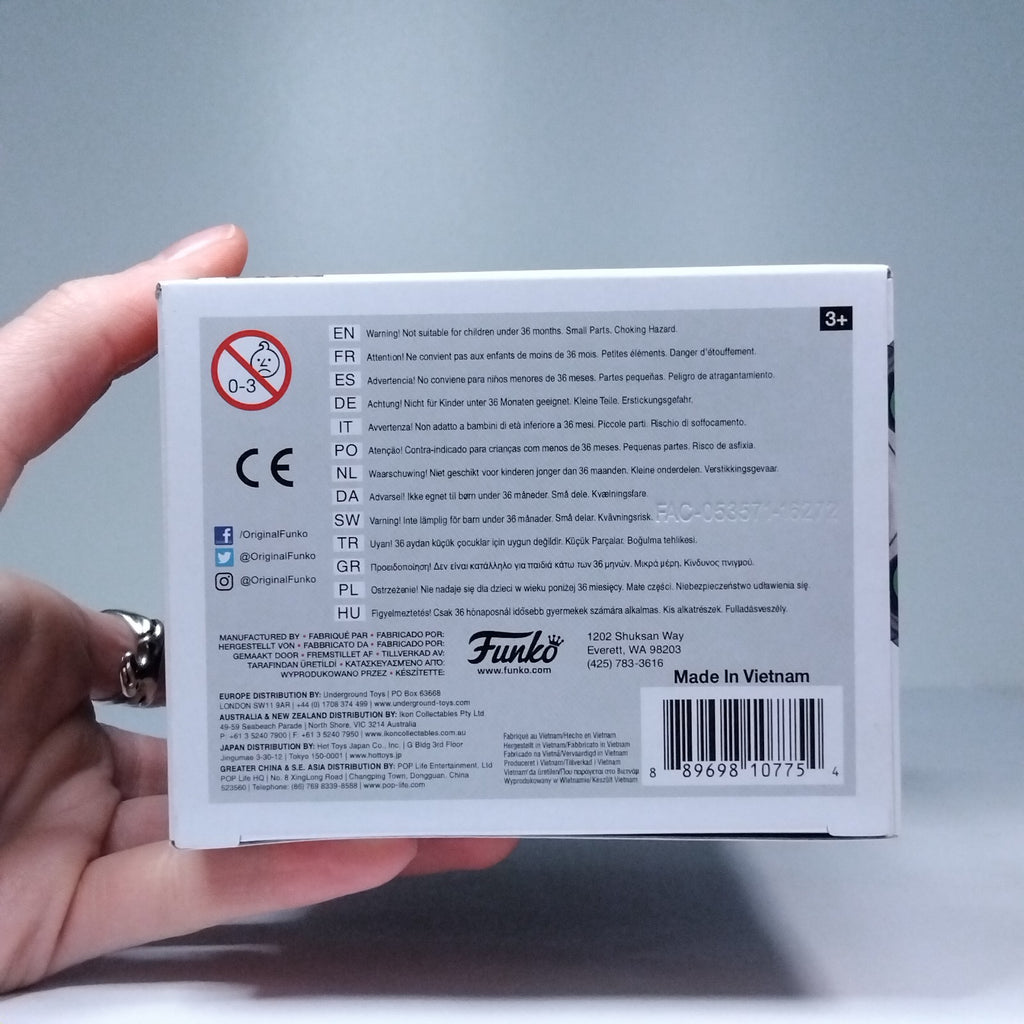 3+
0-3
EN Warning! Not suitable for children under 36 months. Small Parts. Choking Hazard.
FR Attention! Ne convient pas aux enfants de moins de 36 mois. Petites éléments. Danger d'étouffement.
ES Advertencia! No conviene para niños menores de 36 meses. Partes pequeñas. Peligro de atragantamiento.
DE Achtung! Nicht für Kinder unter 36 Monaten geeignet. Kleine Teile. Erstickungsgefahr.
IT Avvertenza! Non adatto a bambini di età inferiore a 36 mesi. Piccole parti. Rischio di soffocamento.
PO Atenção! Contra-indicado para crianças com menos de 36 meses. Pequenas partes. Risco de asfixia.
NL Waarschuwing! Niet geschikt voor kinderen jonger dan 36 maanden. Kleine onderdelen. Verstikkingsgevaar.
DA Advarsel! Ikke egnet til børn under 36 måneder. Små dele. Kvælningsfare.
SW Varning! Inte lämplig för barn under 36 månader. Små delar. Kvävningsrisk.
FAC-053571-16272
TR Uyarı! 36 aydan küçük çocuklar için uygun değildir. Küçük Parçalar. Boğulma tehlikesi.
GR Προειδοποίηση! Δεν είναι κατάλληλο για παιδιά κάτω των 36 μηνών. Μικρά μέρη. Κίνδυνος πνιγμού.
PL Ostrzeżenie! Nie nadaje się dla dzieci w wieku poniżej 36 miesięcy. Małe części. Niebezpieczeństwo udławienia się.
HU Figyelmeztetés! Csak 36 hónaposnál idősebb gyermekek számára alkalmas. Kis alkatrészek. Fulladásveszély.
CE
/OriginalFunko
@OriginalFunko
@OriginalFunko
MANUFACTURED BY • FABRIQUÉ PAR • FABRICADO POR:
HERGESTELLT VON • FABBRICATO DA • FABRICADO POR:
GEMAAKT DOOR • FREMSTILLET AF • TILLVERKAD AV:
TARAFINDAN ÜRETİLDİ • ΚΑΤΑΣΚΕΥΑΣΜΕΝΟ ΑΠΟ:
WYPRODUKOWANO PRZEZ • KÉSZÍTETTE:
Funko
www.funko.com
1202 Shuksan Way
Everett, WA 98203
(425) 783-3616
Made In Vietnam
EUROPE DISTRIBUTION BY: Underground Toys | PO Box 63668
LONDON SW11 9AR | +44 (0) 1708 374 499 | www.underground-toys.com
AUSTRALIA & NEW ZEALAND DISTRIBUTION BY: Ikon Collectables Pty Ltd
49-59 Seabeach Parade | North Shore, VIC 3214 Australia
P: +61 3 5240 7900 | F: +61 3 5240 7950 | www.ikoncollectables.com.au
JAPAN DISTRIBUTION BY: Hot Toys Japan Co., Inc. | G Bldg 3rd Floor
Jingumae 3-30-12 | Tokyo 150-0001 | www.hottoys.jp
GREATER CHINA & S.E. ASIA DISTRIBUTION BY: POP Life Entertainment, Ltd
POP Life HQ | No. 8 XingLong Road | Changping Town, Dongguan, China
523560 | Telephone: (86) 769 8339-8588 | www.pop-life.com
Fabriqué au Vietnam/Hecho en Vietnam
Hergestellt in Vietnam/Fabbricato in Vietnam
Fabricado na Vietnã/Vervaardigd in Vietnam
Produceret i Vietnam/Tillverkad i Vietnam
Vietnam'da üretilen/Που παράγεται στο Βιετνάμ
Wyprodukowany w Wietnamie/Készült Vietnam
8 89698 10775 4